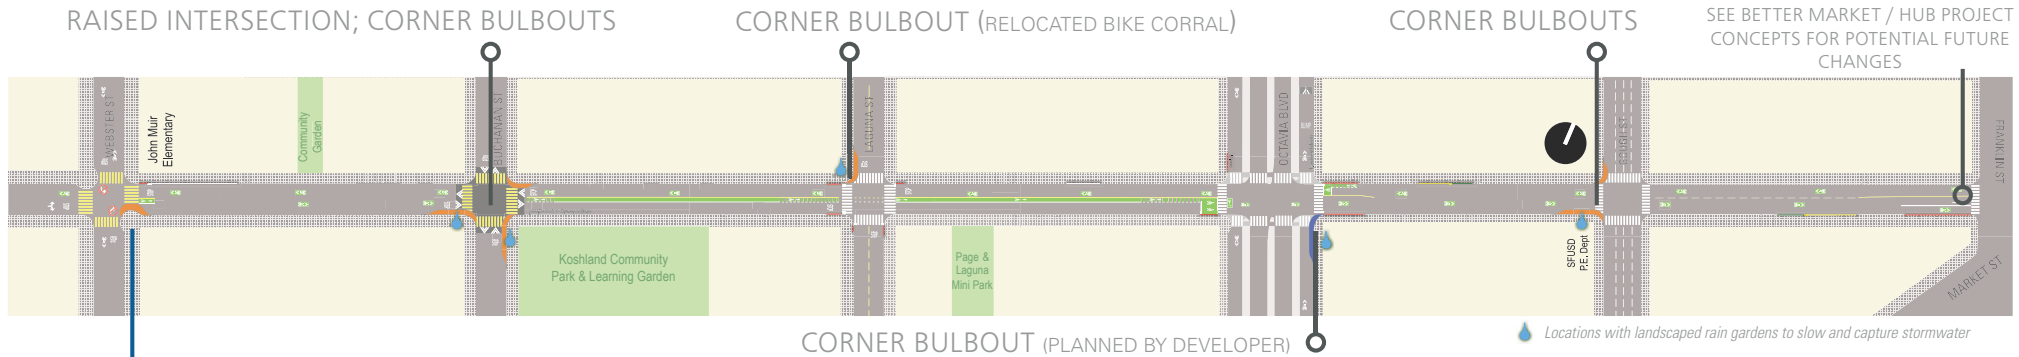 RAISED INTERSECTION; CORNER BULBOUTS
CORNER BULBOUT (RELOCATED BIKE CORRAL)
CORNER BULBOUTS
SEE BETTER MARKET / HUB PROJECT
CONCEPTS FOR POTENTIAL FUTURE
CHANGES
WEBSTER ST
John Muir
Elementary
Community
Garden
BUCHANAN ST
LAGUNA ST
OCTAVIA BLVD
GOUGH ST
FRANKLIN ST
Koshland Community
Park & Learning Garden
Page &
Laguna
Mini Park
SFUSD
P.E. Dept
MARKET ST
CORNER BULBOUT (PLANNED BY DEVELOPER)
Locations with landscaped rain gardens to slow and capture stormwater